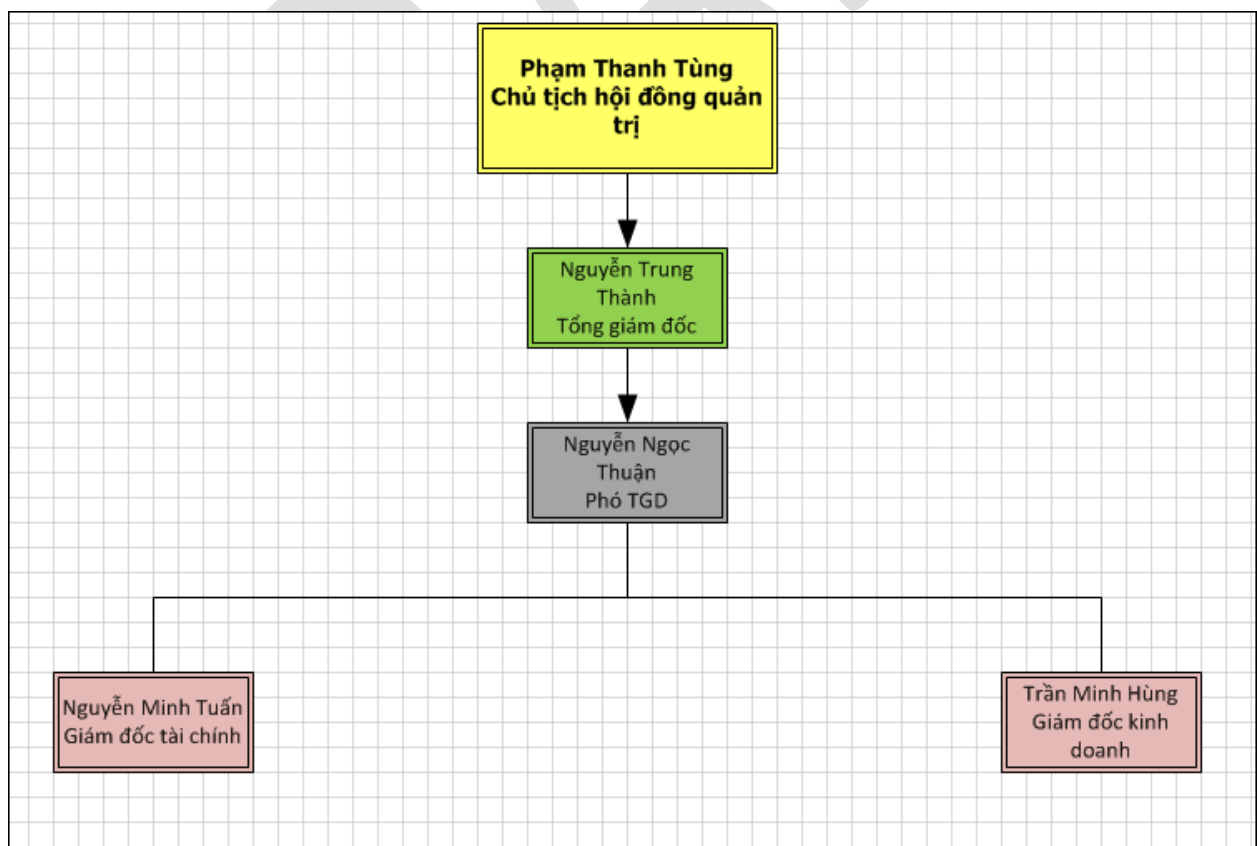 Phạm Thanh Tùng
Chủ tịch hội đồng quản
trị
Nguyễn Trung
Thành
Tổng giám đốc
Nguyễn Ngọc
Thuận
Phó TGD
Nguyễn Minh Tuấn
Giám đốc tài chính
Trần Minh Hùng
Giám đốc kinh
doanh